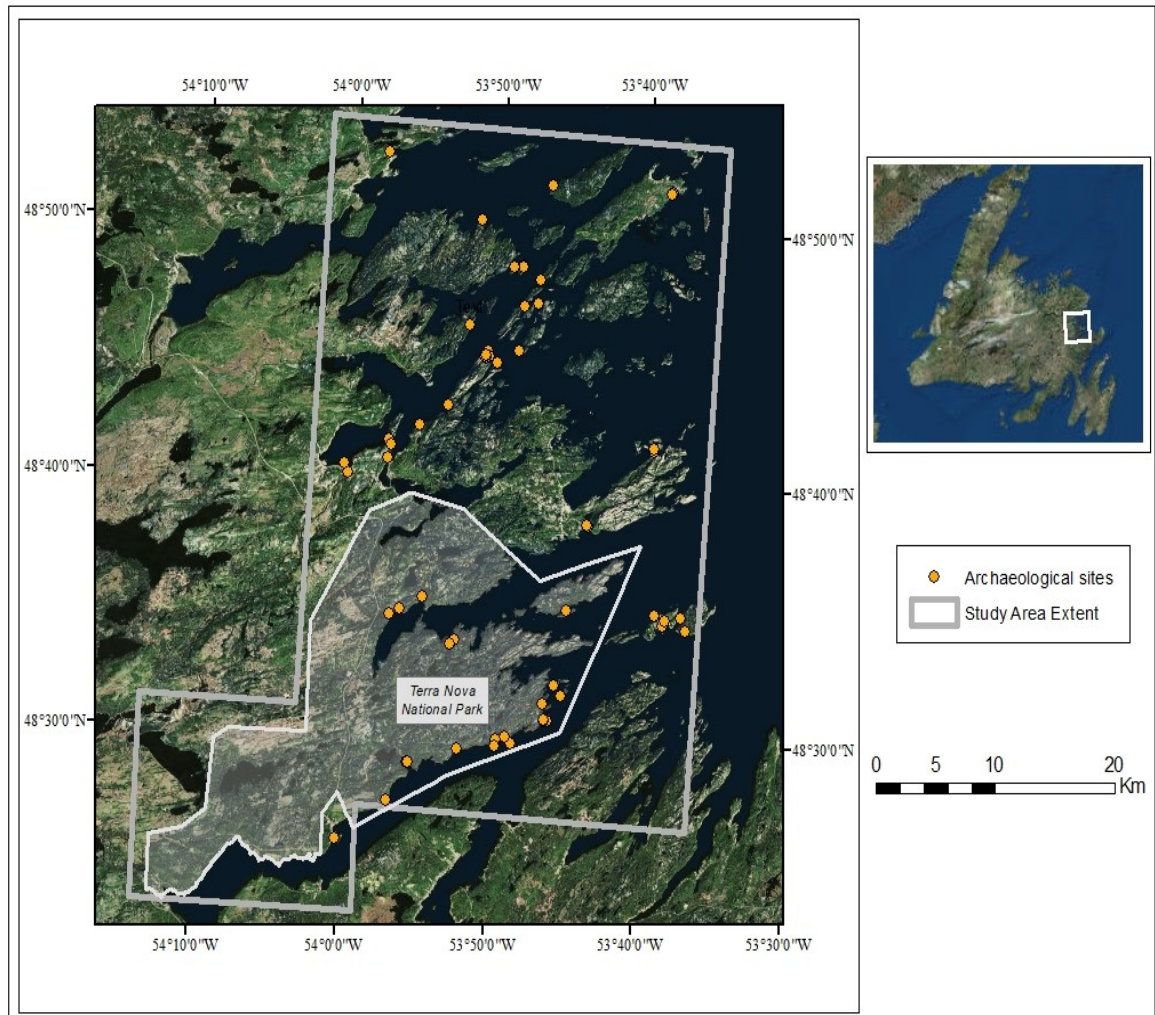 54°10'0"W 54°0'0"W 53°50'0"W 53°40'0"W
48°50'0"N
48°50'0"N
Text
48°40'0"N
48°40'0"N
Archaeological sites
Study Area Extent
Terra Nova
National Park
48°30'0"N
48°30'0"N
0 5 10 20
Km
54°10'0"W 54°0'0"W 53°50'0"W 53°40'0"W 53°30'0"W